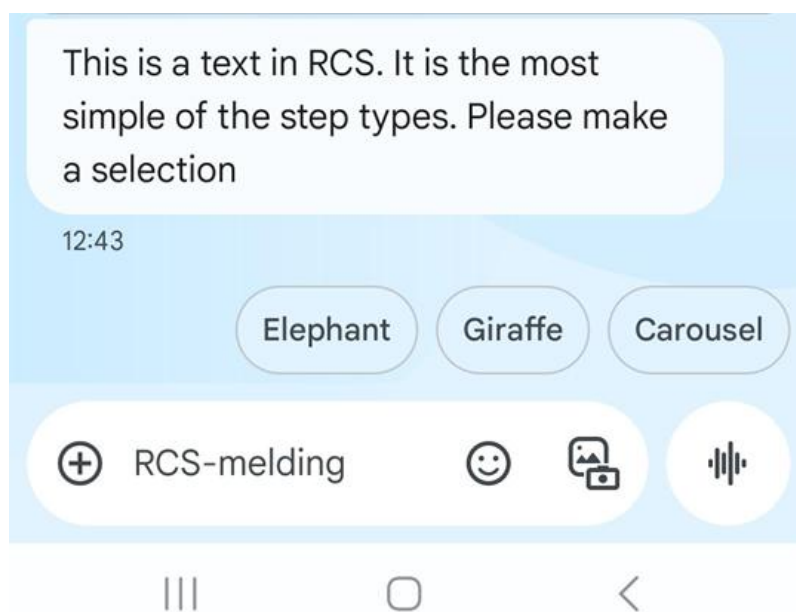 This is a text in RCS. It is the most
simple of the step types. Please make
a selection
12:43
Elephant Giraffe Carousel
RCS-melding